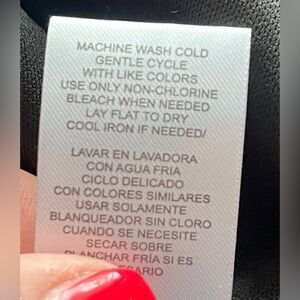 MACHINE WASH COLD
GENTLE CYCLE
WITH LIKE COLORS
USE ONLY NON-CHLORINE
BLEACH WHEN NEEDED
LAY FLAT TO DRY
COOL IRON IF NEEDED/
LAVAR EN LAVADORA
CON AGUA FRIA
CICLO DELICADO
CON COLORES SIMILARES
USAR SOLAMENTE
BLANQUEADOR SIN CLORO
CUANDO SE NECESITE
SECAR SOBRE
PLANCHAR FRÍA SI ES